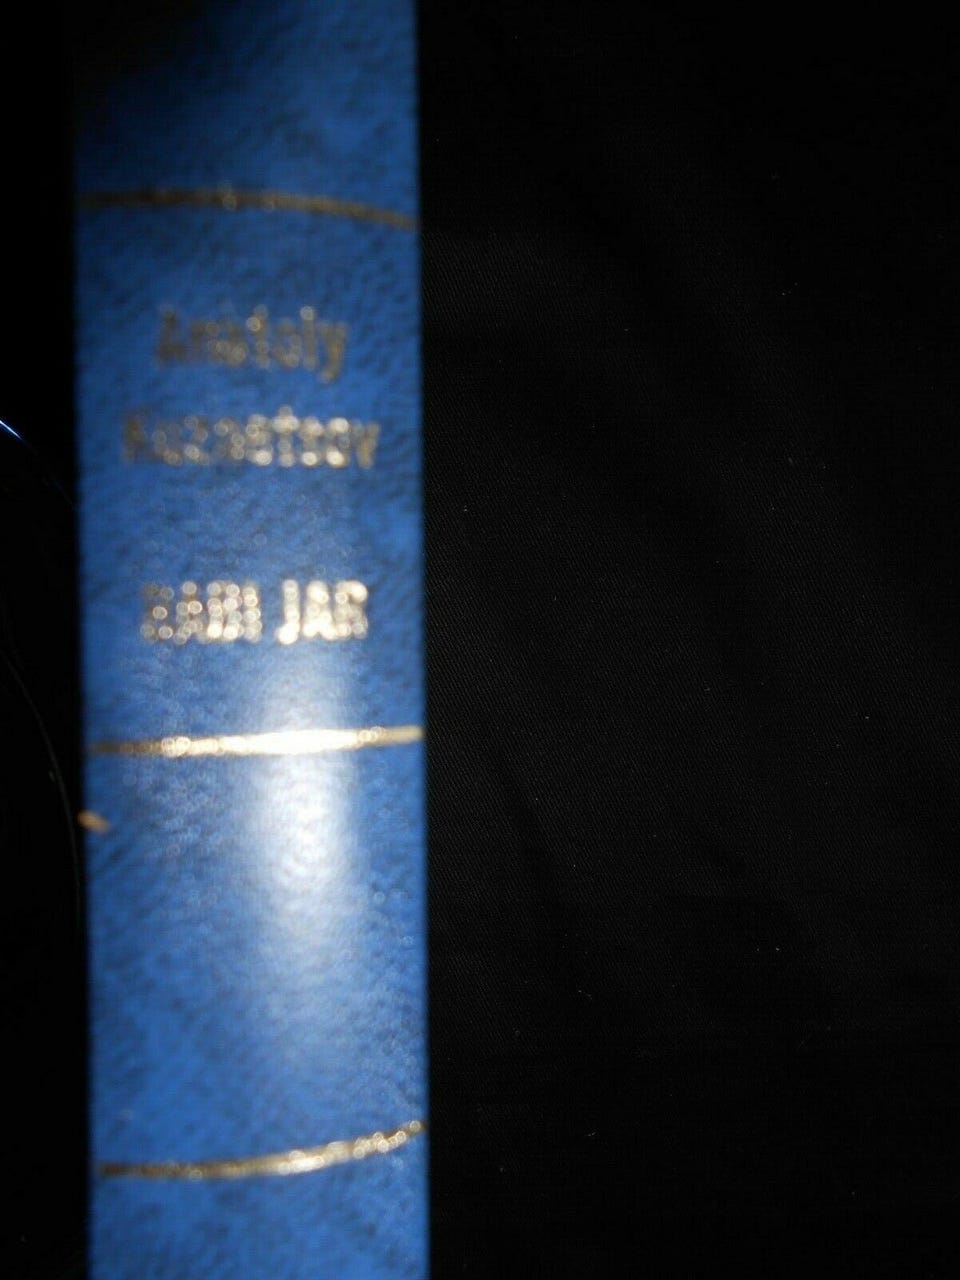 Anatoly
Kuznetsov
BABI JAR